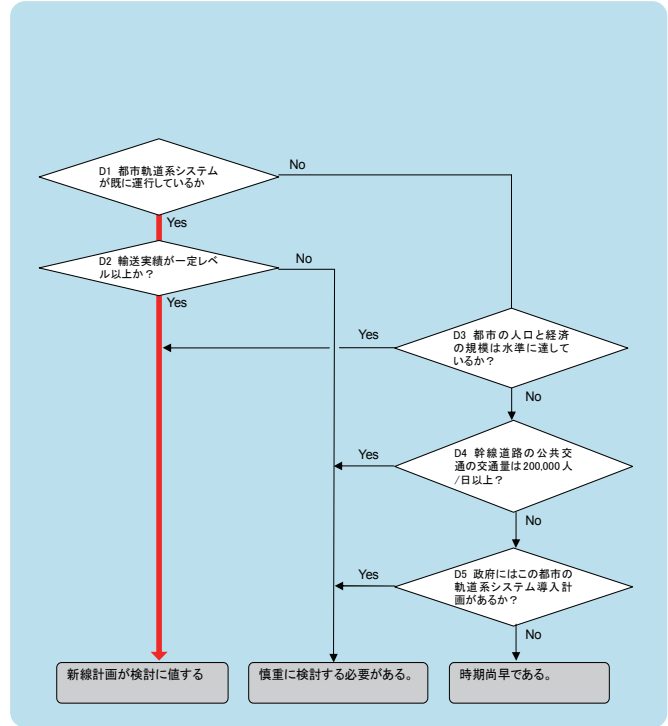 D1 都市軌道系システム
が既に運行しているか
No
Yes
D2 輸送実績が一定レベ
ル以上か?
No
Yes
D3 都市の人口と経済
の規模は水準に達して
いるか?
Yes
No
D4 幹線道路の公共交
通の交通量は200,000人
/日以上?
Yes
No
D5 政府にはこの都市の
軌道系システム導入計
画があるか?
Yes
No
新線計画が検討に値する
慎重に検討する必要がある。
時期尚早である。